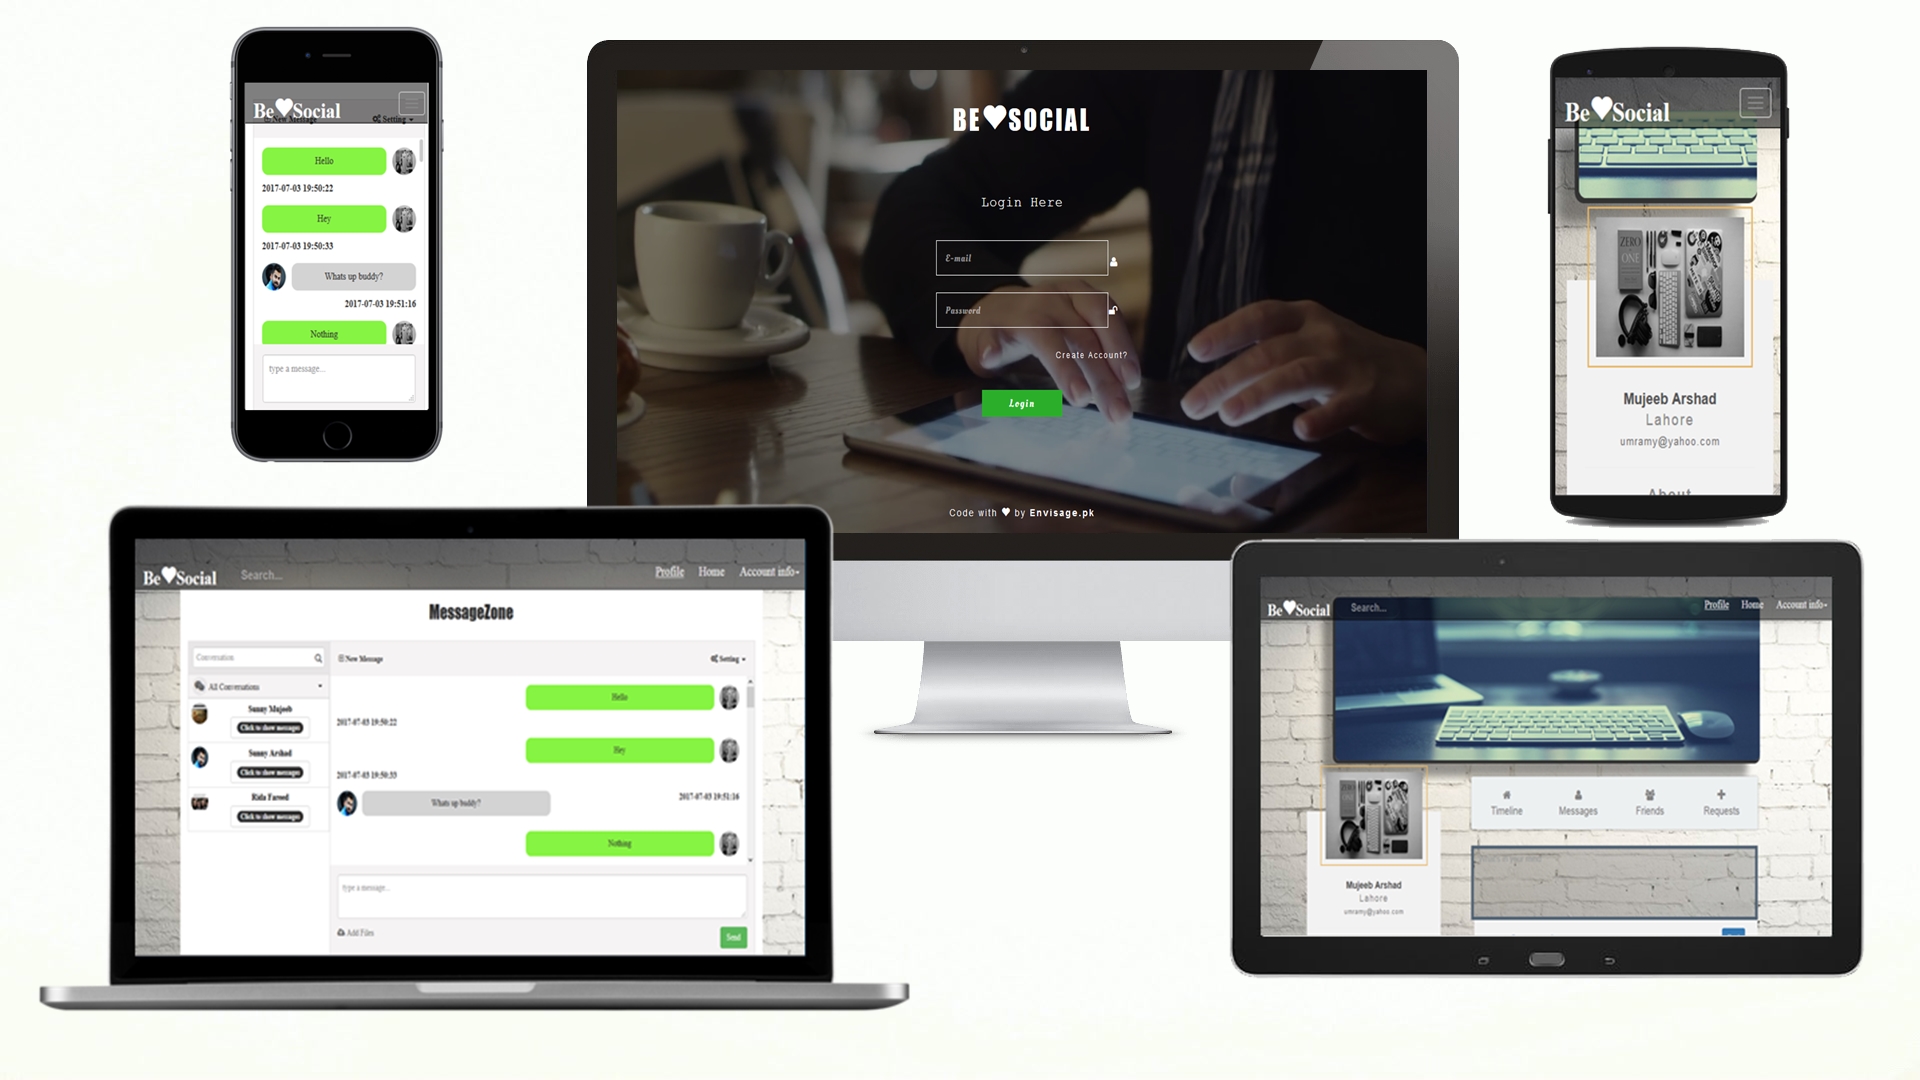 Be♥Social
New Message
Setting
Hello
2017-07-03 19:50:22
Hey
2017-07-03 19:50:33
Whats up buddy?
2017-07-03 19:51:16
Nothing
type a message...
BE♥SOCIAL
Login Here
E-mail
Password
Create Account?
Login
Code with ♥ by Envisage.pk
Be♥Social
ZERO
ONE
Mujeeb Arshad
Lahore
umramy@yahoo.com
About
Be♥Social
Search...
Profile
Home
Account info
MessageZone
Conversation
New Message
Setting
All Conversations
Sunny Mujeeb
Click to show messages
Sunny Arshad
Click to show messages
Rida Fareed
Click to show messages
Hello
2017-07-03 19:50:22
Hey
2017-07-03 19:50:33
Whats up buddy?
2017-07-03 19:51:16
Nothing
type a message...
Add Files
Send
Be♥Social
Search...
Profile
Home
Account info
ZERO
ONE
Timeline
Messages
Friends
Requests
Mujeeb Arshad
Lahore
umramy@yahoo.com